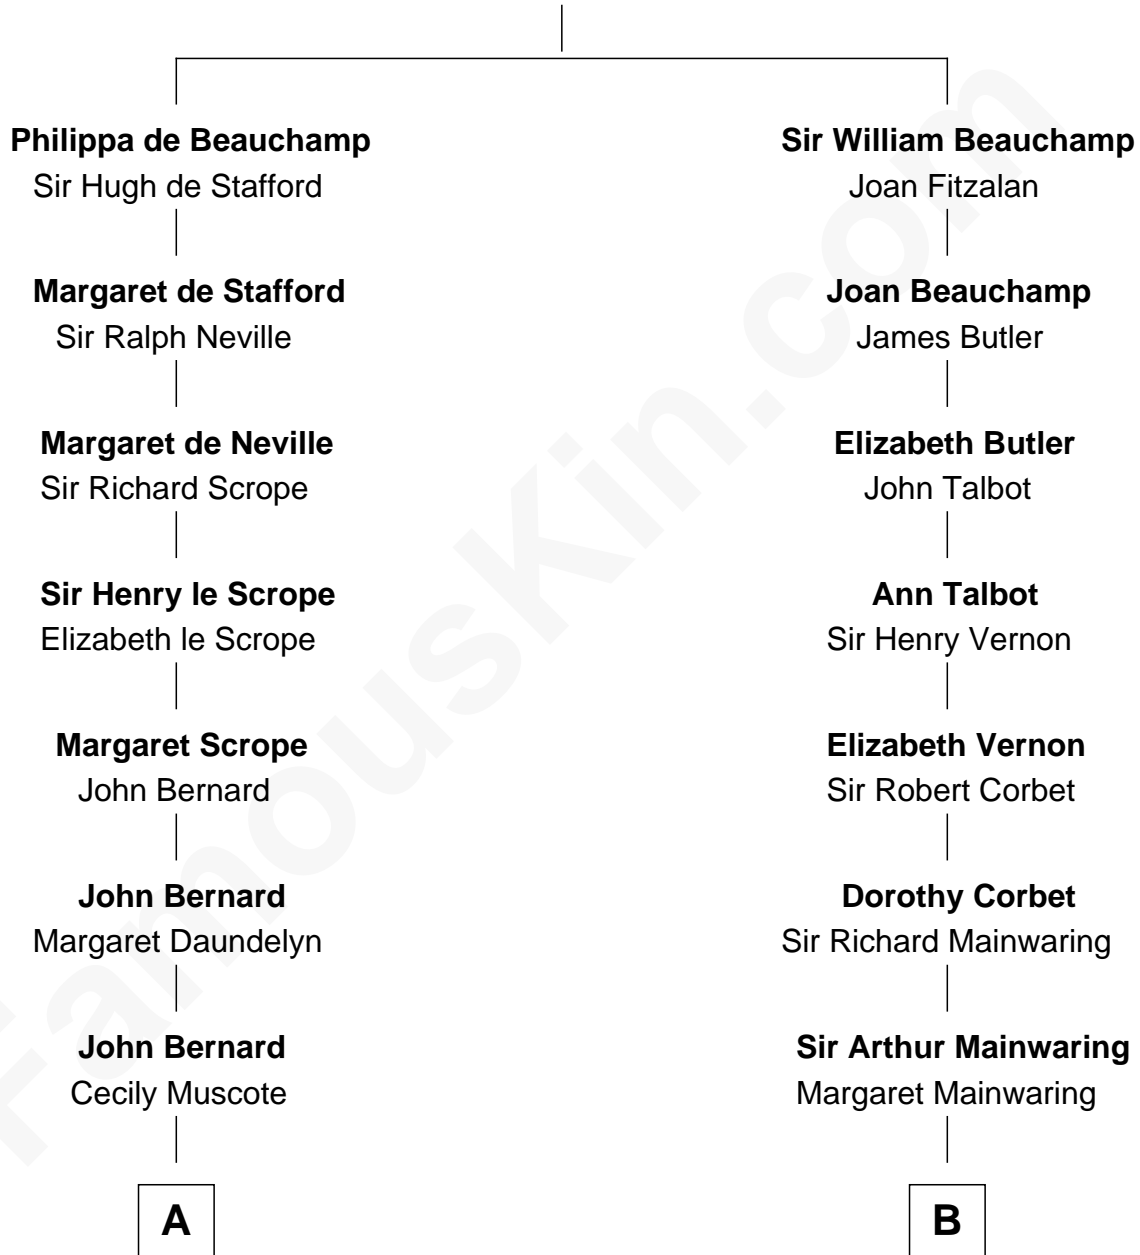 Philippa de Beauchamp
Sir Hugh de Stafford
Margaret de Stafford
Sir Ralph Neville
Margaret de Neville
Sir Richard Scrope
Sir Henry le Scrope
Elizabeth le Scrope
Margaret Scrope
John Bernard
John Bernard
Margaret Daundelyn
John Bernard
Cecily Muscote
A
Sir William Beauchamp
Joan Fitzalan
Joan Beauchamp
James Butler
Elizabeth Butler
John Talbot
Ann Talbot
Sir Henry Vernon
Elizabeth Vernon
Sir Robert Corbet
Dorothy Corbet
Sir Richard Mainwaring
Sir Arthur Mainwaring
Margaret Mainwaring
B
FamousKin.com